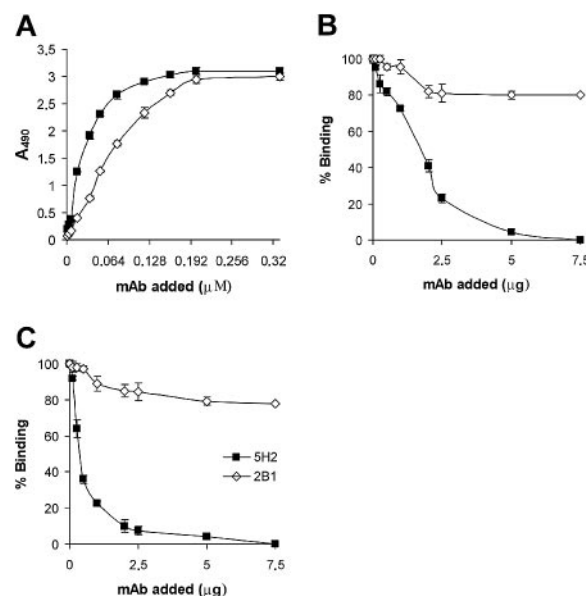 A
3.5
3
2.5
2
1.5
1
0.5
0
A490
0 0,064 0,128 0,192 0,256 0,32
mAb added (μM)
B
100
80
60
40
20
0
% Binding
0 2.5 5 7.5
mAb added (μg)
C
100
80
60
40
20
0
% Binding
5H2
2B1
0 2.5 5 7.5
mAb added (μg)